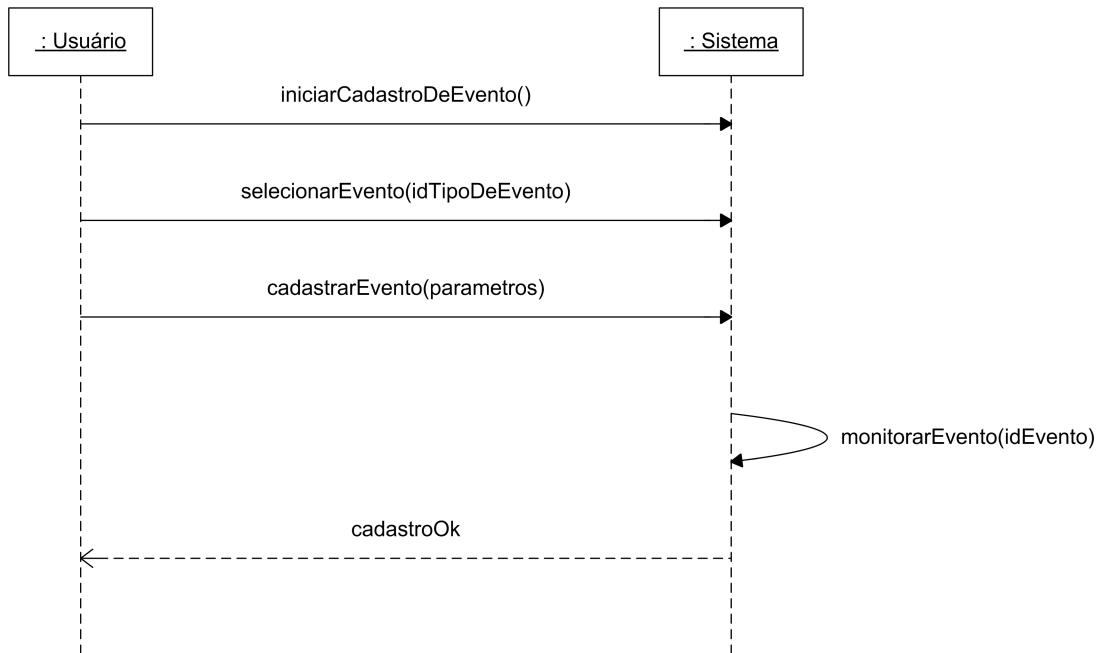 : Usuário
: Sistema
iniciarCadastroDeEvento()
selecionarEvento(idTipoDeEvento)
cadastrarEvento(parametros)
monitorarEvento(idEvento)
cadastroOk